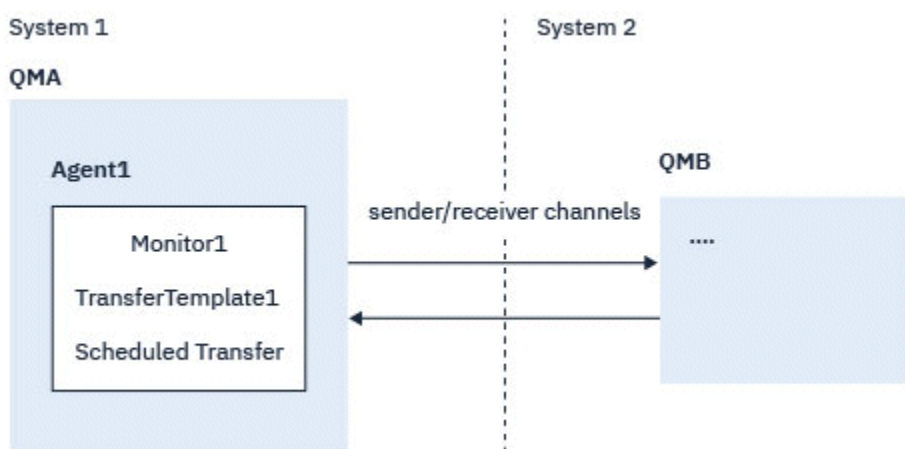 System 1
System 2
QMA
Agent1
QMB
sender/receiver channels
Monitor1
....
TransferTemplate1
Scheduled Transfer